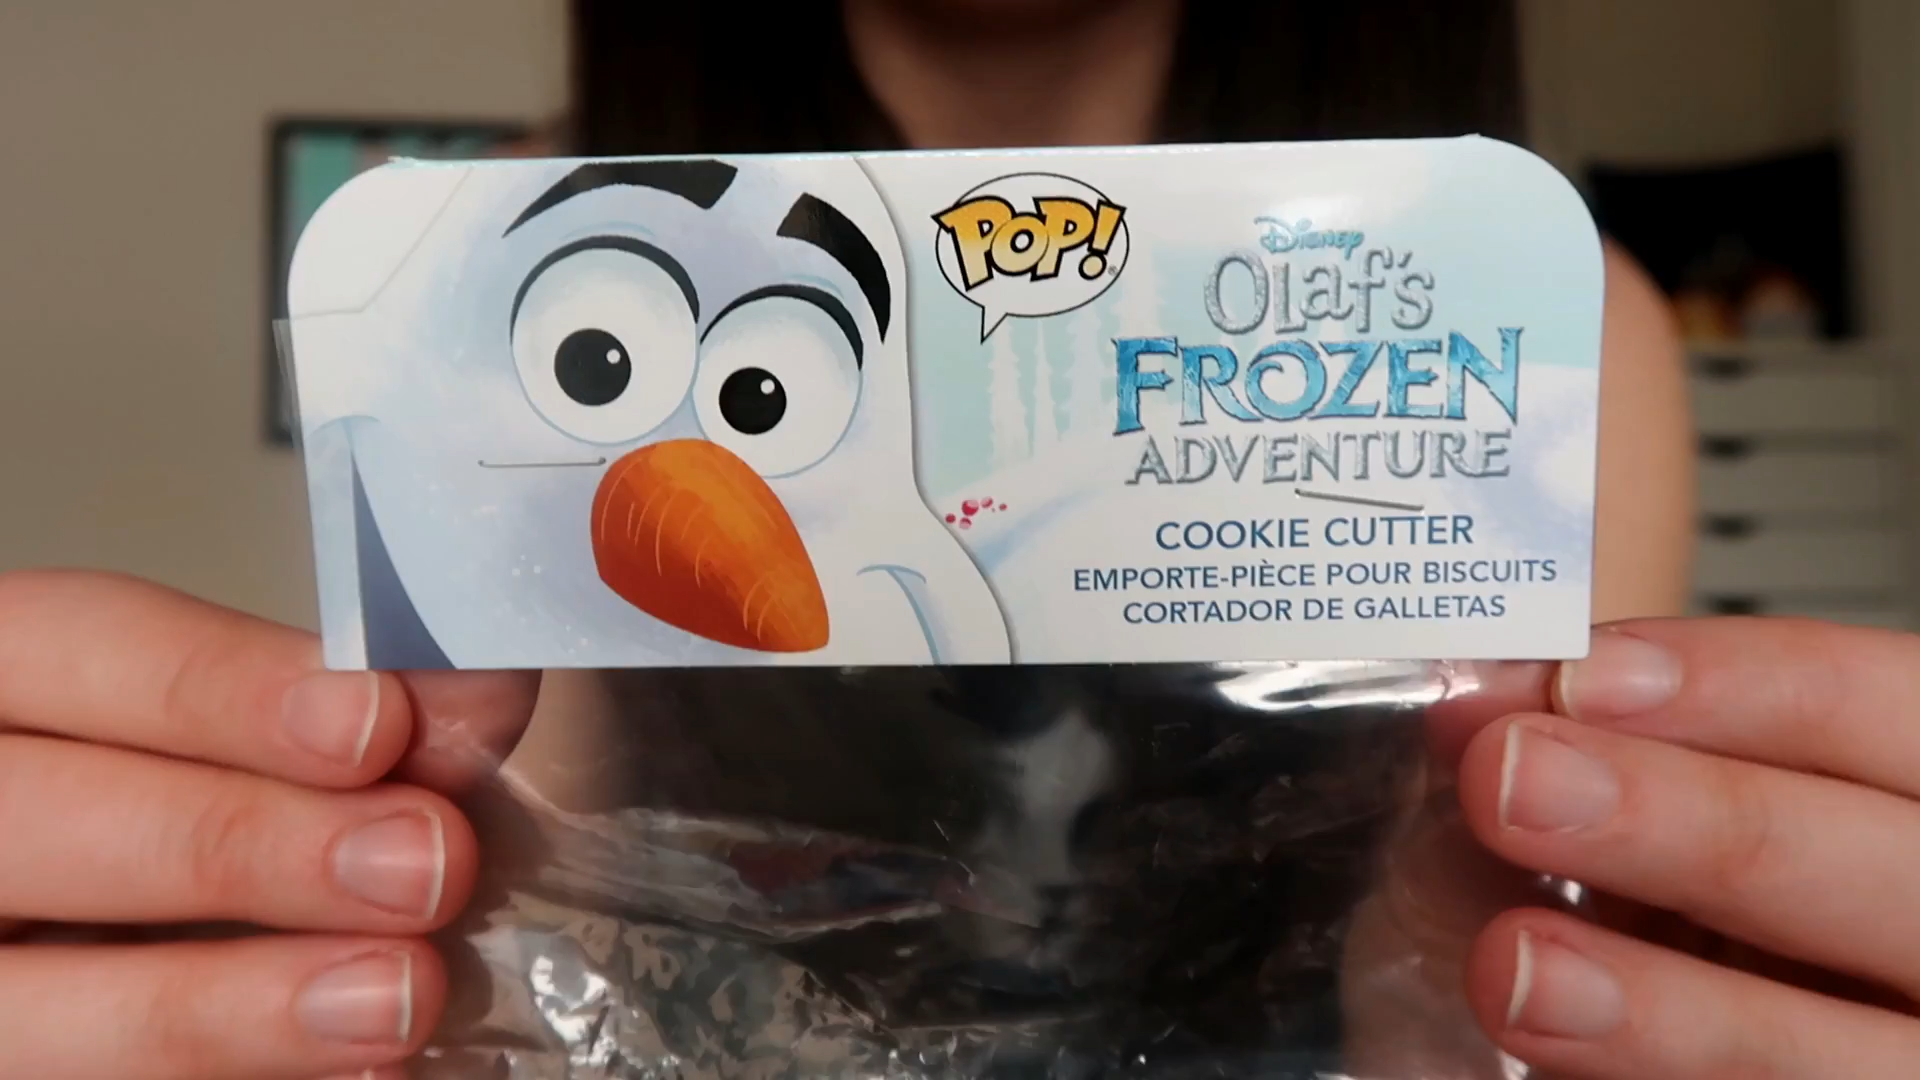 POP!
Disney
Olaf's
FROZEN
ADVENTURE
COOKIE CUTTER
EMPORTE-PIÈCE POUR BISCUITS
CORTADOR DE GALLETAS